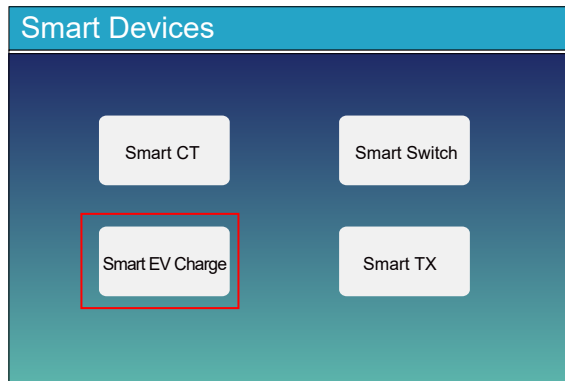 Smart Devices
Smart CT
Smart Switch
Smart EV Charge
Smart TX